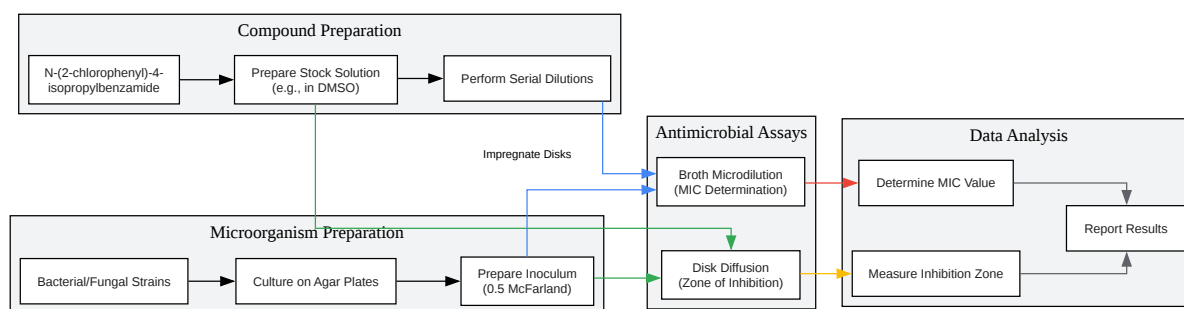 Compound Preparation
N-(2-chlorophenyl)-4-
isopropylbenzamide
Prepare Stock Solution
(e.g., in DMSO)
Perform Serial Dilutions
Impregnate Disks
Antimicrobial Assays
Broth Microdilution
(MIC Determination)
Disk Diffusion
(Zone of Inhibition)
Data Analysis
Determine MIC Value
Report Results
Measure Inhibition Zone
Microorganism Preparation
Bacterial/Fungal Strains
Culture on Agar Plates
Prepare Inoculum
(0.5 McFarland)